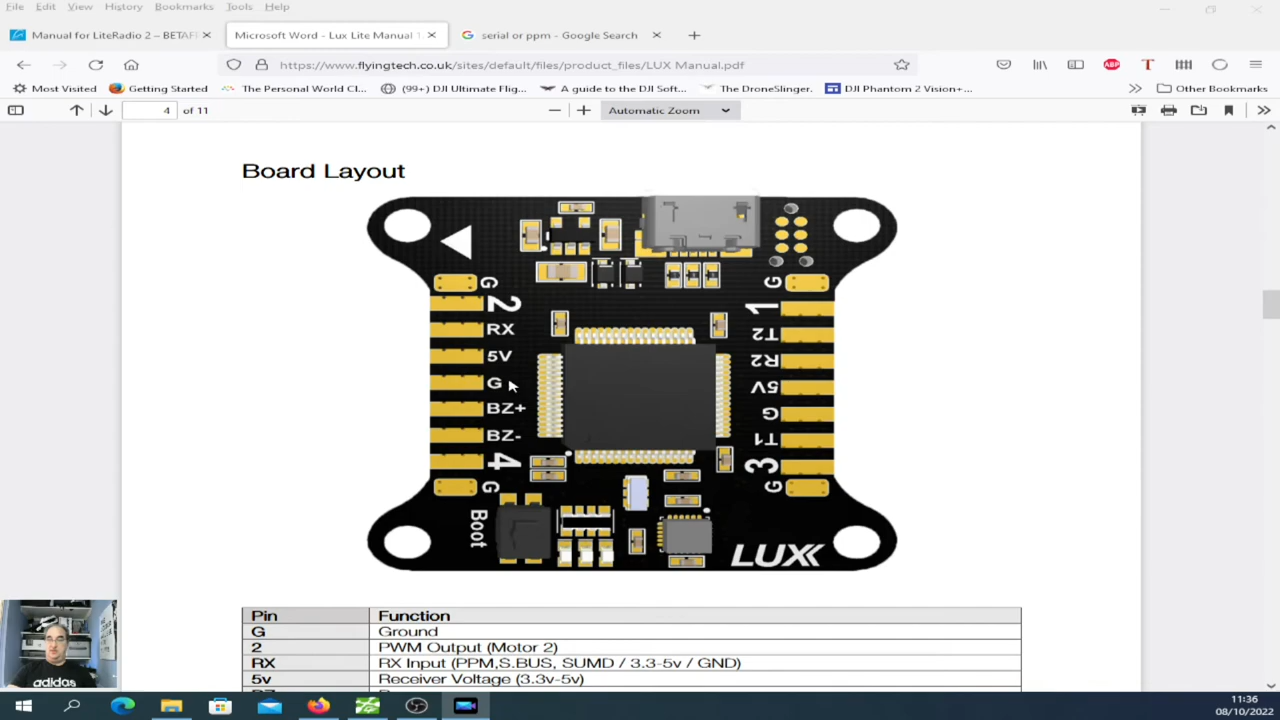 File Edit View History Bookmarks Tools Help
Manual for LiteRadio 2 – BETAF
Microsoft Word - Lux Lite Manual 1
serial or ppm - Google Search
https://www.flyingtech.co.uk/sites/default/files/product_files/LUX Manual.pdf
Most Visited Getting Started The Personal World Cl... (99+) DJI Ultimate Flig... A guide to the DJI Soft... The DroneSlinger. DJI Phantom 2 Vision+... Other Bookmarks
4 of 11 Automatic Zoom
Board Layout
G
2
RX
5V
G
BZ+
BZ-
4
G
Boot
G
1
T2
R2
5V
G
T1
3
G
LUX
Pin Function
G Ground
2 PWM Output (Motor 2)
RX RX Input (PPM,S.BUS, SUMD / 3.3-5v / GND)
5v Receiver Voltage (3.3v-5v)
adidas
11:36
08/10/2022